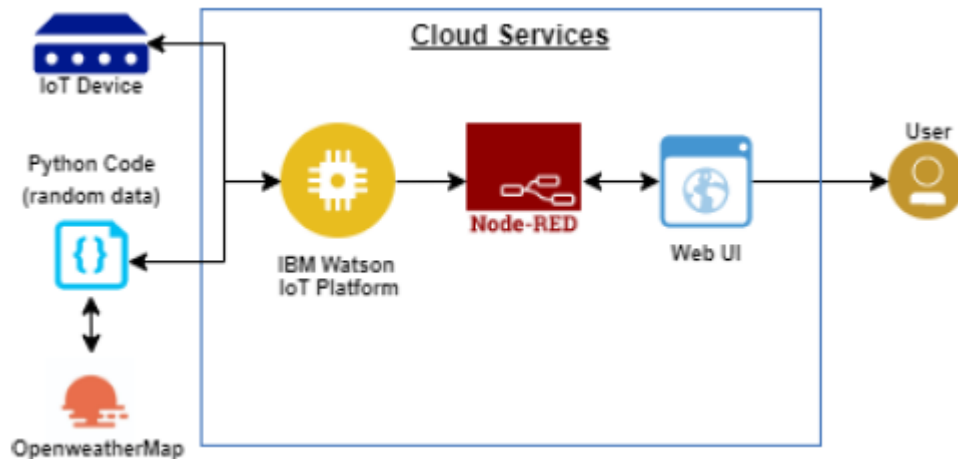 Cloud Services
IoT Device
Python Code
(random data)
{}
OpenweatherMap
IBM Watson
IoT Platform
Node-RED
Web UI
User